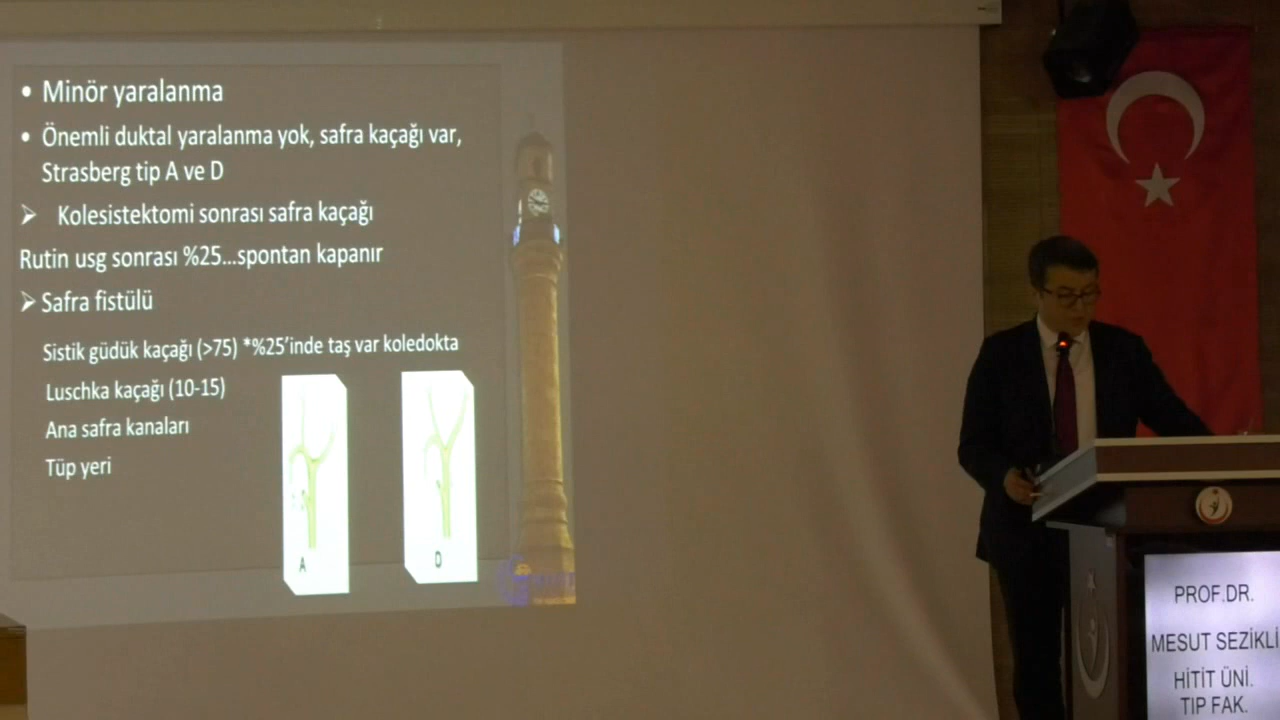 • Minör yaralanma
• Önemli duktal yaralanma yok, safra kaçağı var,
Strasberg tip A ve D
➢ Kolesistektomi sonrası safra kaçağı
Rutin usg sonrası %25...spontan kapanır
➢ Safra fistülü
Sistik güdük kaçağı (>75) *%25'inde taş var koledokta
Luschka kaçağı (10-15)
Ana safra kanaları
Tüp yeri
A
D
PROF.DR.
MESUT SEZİKLİ
HİTİT ÜNİ.
TIP FAK.